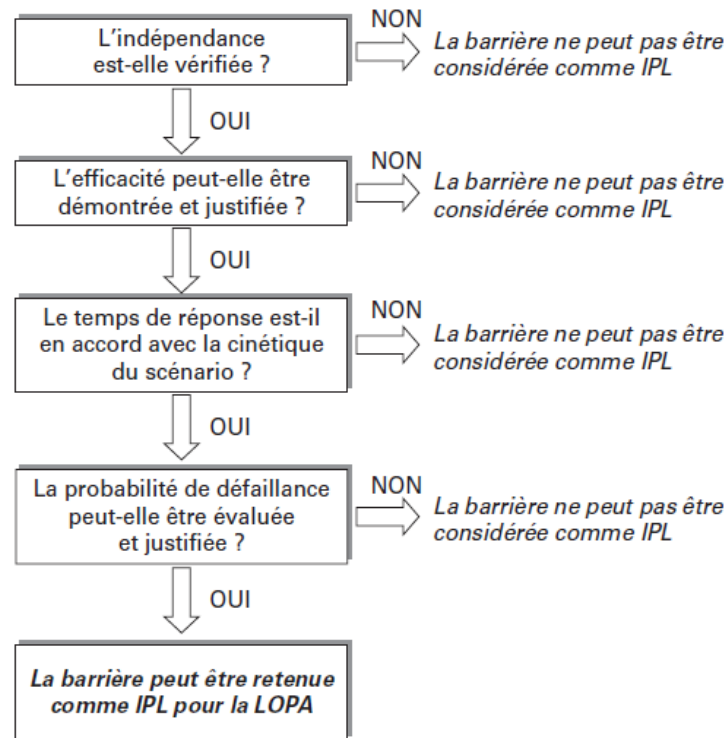 L'indépendance
est-elle vérifiée ?
NON
La barrière ne peut pas être
considérée comme IPL
OUI
L'efficacité peut-elle être
démontrée et justifiée ?
NON
La barrière ne peut pas être
considérée comme IPL
OUI
Le temps de réponse est-il
en accord avec la cinétique
du scénario ?
NON
La barrière ne peut pas être
considérée comme IPL
OUI
La probabilité de défaillance
peut-elle être évaluée
et justifiée ?
NON
La barrière ne peut pas être
considérée comme IPL
OUI
La barrière peut être retenue
comme IPL pour la LOPA